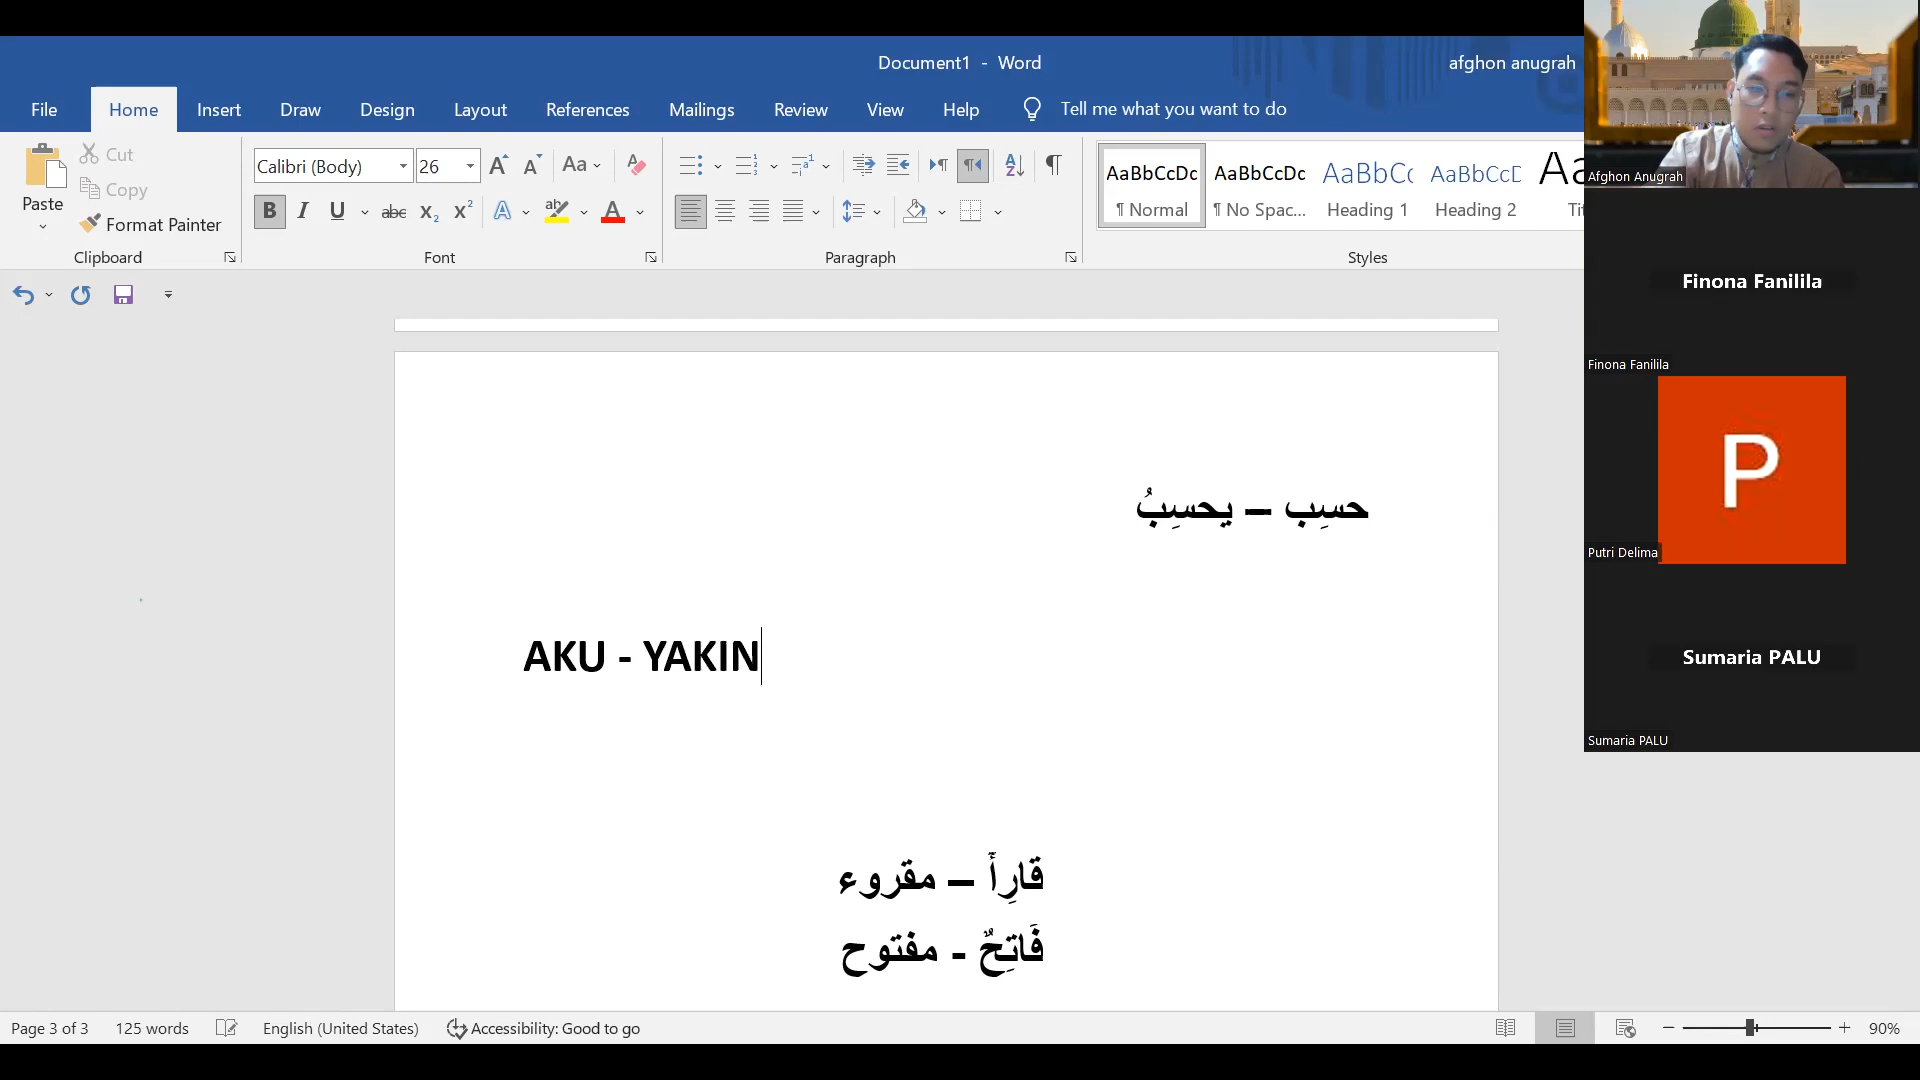 Document1 - Word
afghon anugrah
File
Home
Insert
Draw
Design
Layout
References
Mailings
Review
View
Help
Tell me what you want to do
Paste
Cut
Copy
Format Painter
Clipboard
Calibri (Body)
26
Font
Paragraph
AaBbCcDc
¶ Normal
AaBbCcDc
¶ No Spac...
AaBbCc
Heading 1
AaBbCcD
Heading 2
Styles
حسِب – يحسِبُ
AKU - YAKIN
قارِأٌ – مقروء
فَاتِحٌ - مفتوح
Afghon Anugrah
Finona Fanilila
Finona Fanilila
P
Putri Delima
Sumaria PALU
Sumaria PALU
Page 3 of 3
125 words
English (United States)
Accessibility: Good to go
90%